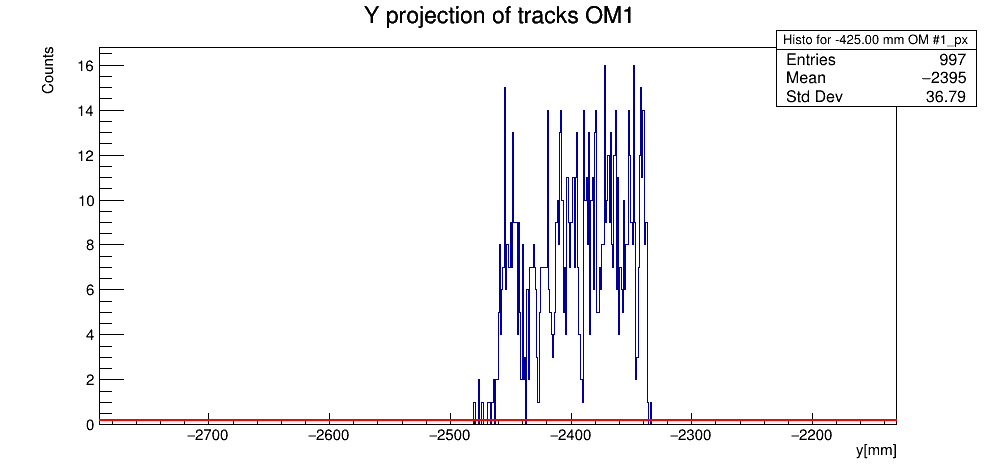 Y projection of tracks OM1
Histo for -425.00 mm OM #1_px
Entries 997
Mean −2395
Std Dev 36.79
Counts
16
14
12
10
8
6
4
2
0
−2700 −2600 −2500 −2400 −2300 −2200
y[mm]